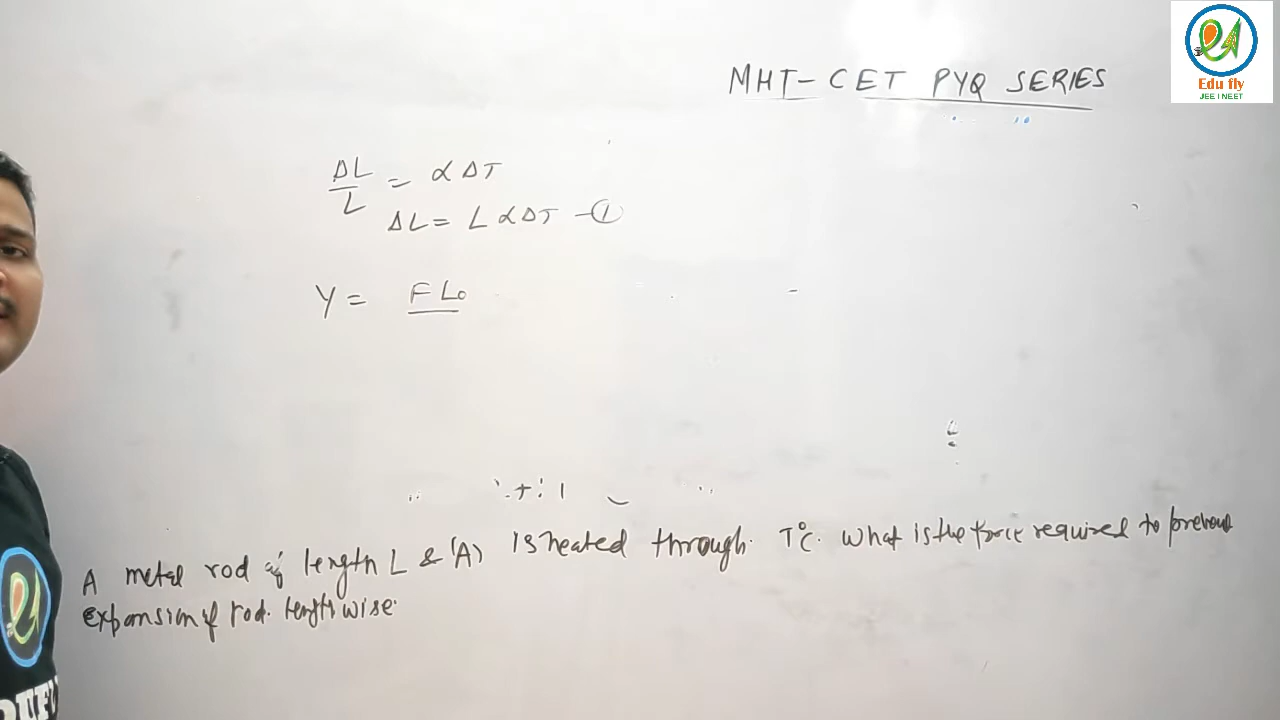 MHT-CET PYQ SERIES
Edu fly
JEE I NEET
ΔL/L = α ΔT
ΔL = L α ΔT - ①
Y = F L₀
A metal rod of length L & 'A' is heated through T°C. What is the force required to prevent
expansion of rod. lengthwise.